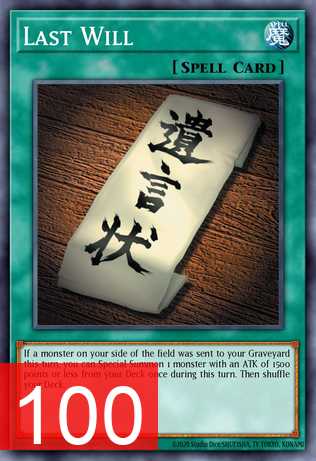 LAST WILL
魔
[SPELL CARD]
遺言状
If a monster on your side of the field was sent to your Graveyard
this turn, you can Special Summon 1 monster with an ATK of 1500
points or less from your Deck once during this turn. Then shuffle
your Deck.
100
©2020 Studio Dice/SHUEISHA, TV TOKYO, KONAMI